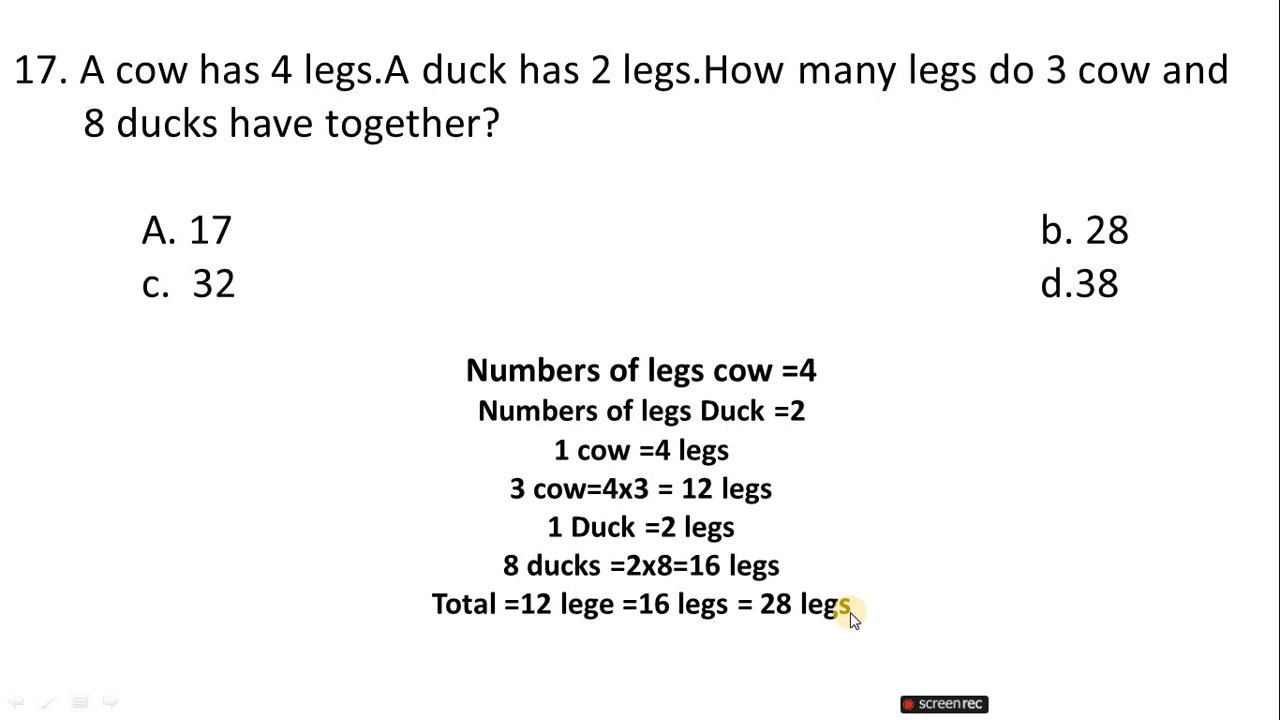 17. A cow has 4 legs.A duck has 2 legs.How many legs do 3 cow and
8 ducks have together?
A. 17
b. 28
c. 32
d.38
Numbers of legs cow =4
Numbers of legs Duck =2
1 cow =4 legs
3 cow=4x3 = 12 legs
1 Duck =2 legs
8 ducks =2x8=16 legs
Total =12 lege =16 legs = 28 legs
screenrec